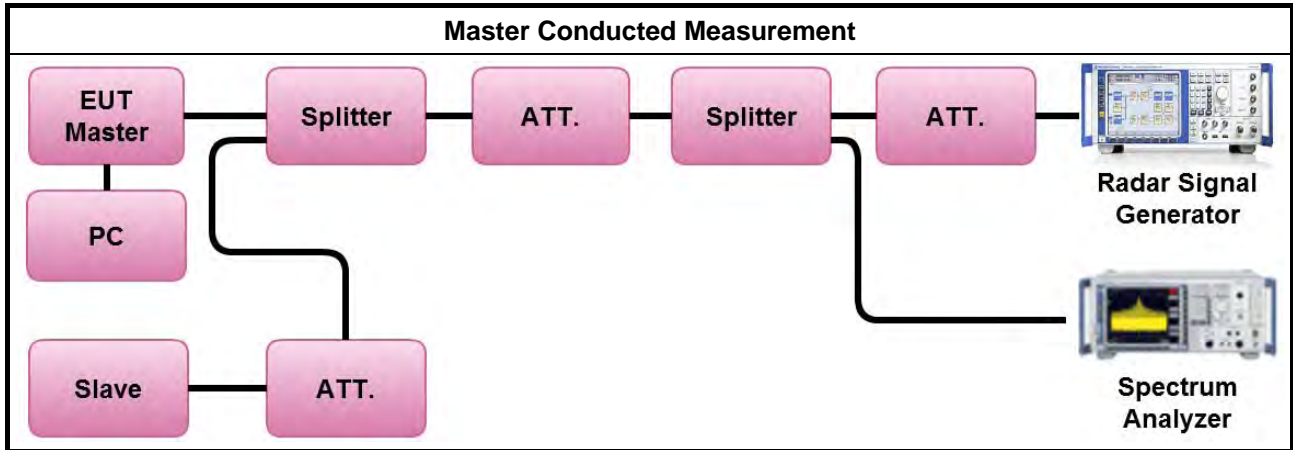 Master Conducted Measurement
EUT
Master
Splitter
ATT.
Splitter
ATT.
Radar Signal
Generator
PC
Slave
ATT.
Spectrum
Analyzer